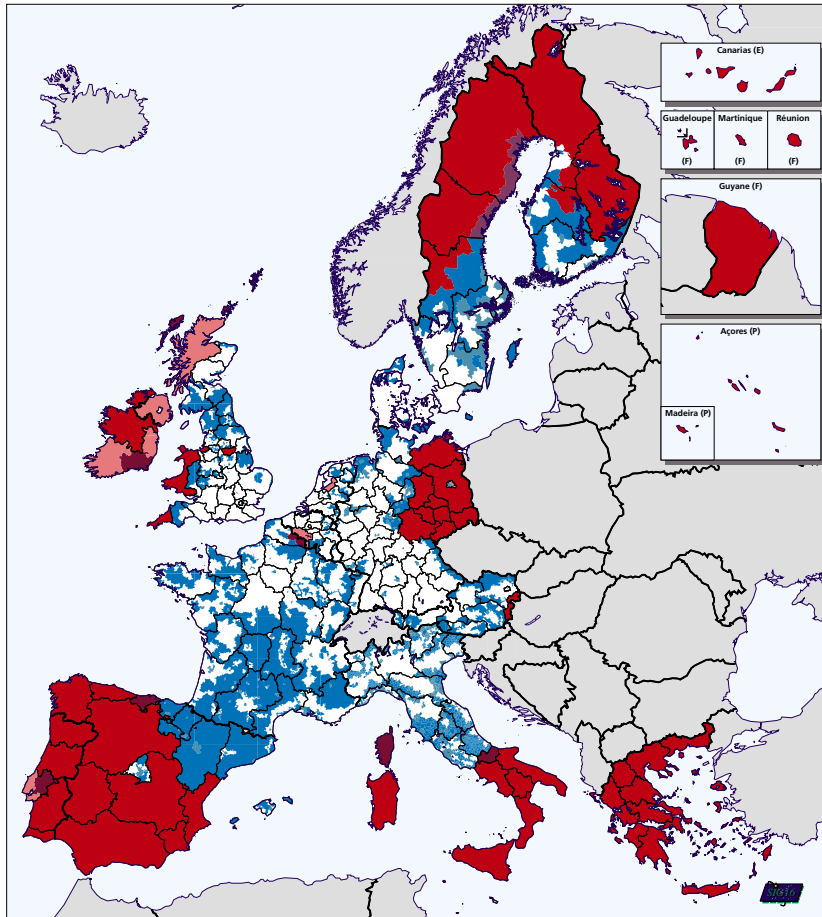 Canarias (E)
Guadeloupe
Martinique
Réunion
(F)
(F)
(F)
Guyane (F)
Açores (P)
Madeira (P)